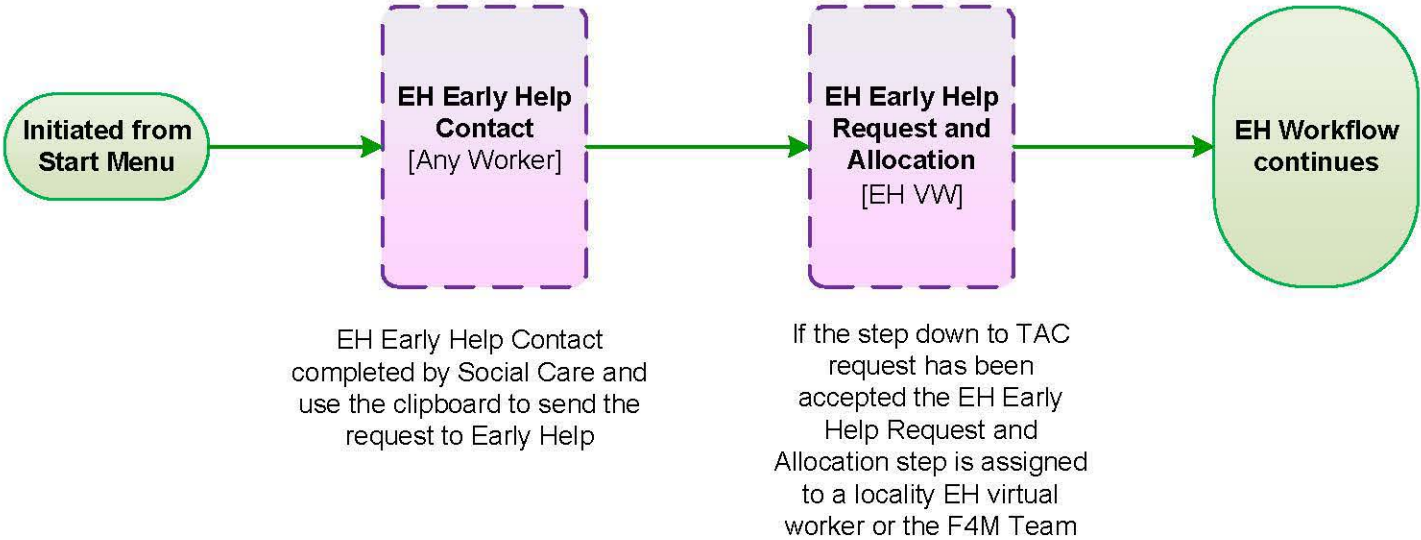 Initiated from
Start Menu
EH Early Help
Contact
[Any Worker]
EH Early Help
Request and
Allocation
[EH VW]
EH Workflow
continues
EH Early Help Contact
completed by Social Care and
use the clipboard to send the
request to Early Help
If the step down to TAC
request has been
accepted the EH Early
Help Request and
Allocation step is assigned
to a locality EH virtual
worker or the F4M Team